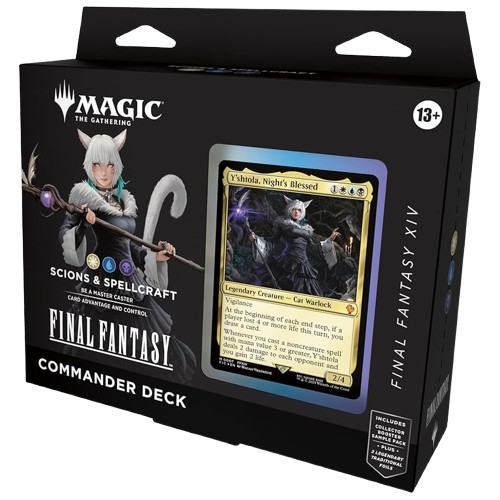 MAGIC
THE GATHERING
13+
SCIONS & SPELLCRAFT
BE A MASTER CASTER
CARD ADVANTAGE AND CONTROL
FINAL FANTASY
COMMANDER DECK
Y'shtola, Night's Blessed
1
Legendary Creature — Cat Warlock
Vigilance
At the beginning of each end step, if a
player lost 4 or more life this turn, you
draw a card.
Whenever you cast a noncreature spell
with mana value 3 or greater, Y'shtola
deals 2 damage to each opponent and
you gain 2 life.
2/4
FINAL FANTASY XIV
INCLUDES
COLLECTOR
BOOSTER
SAMPLE PACK
• PLUS •
2 LEGENDARY
TRADITIONAL
FOILS